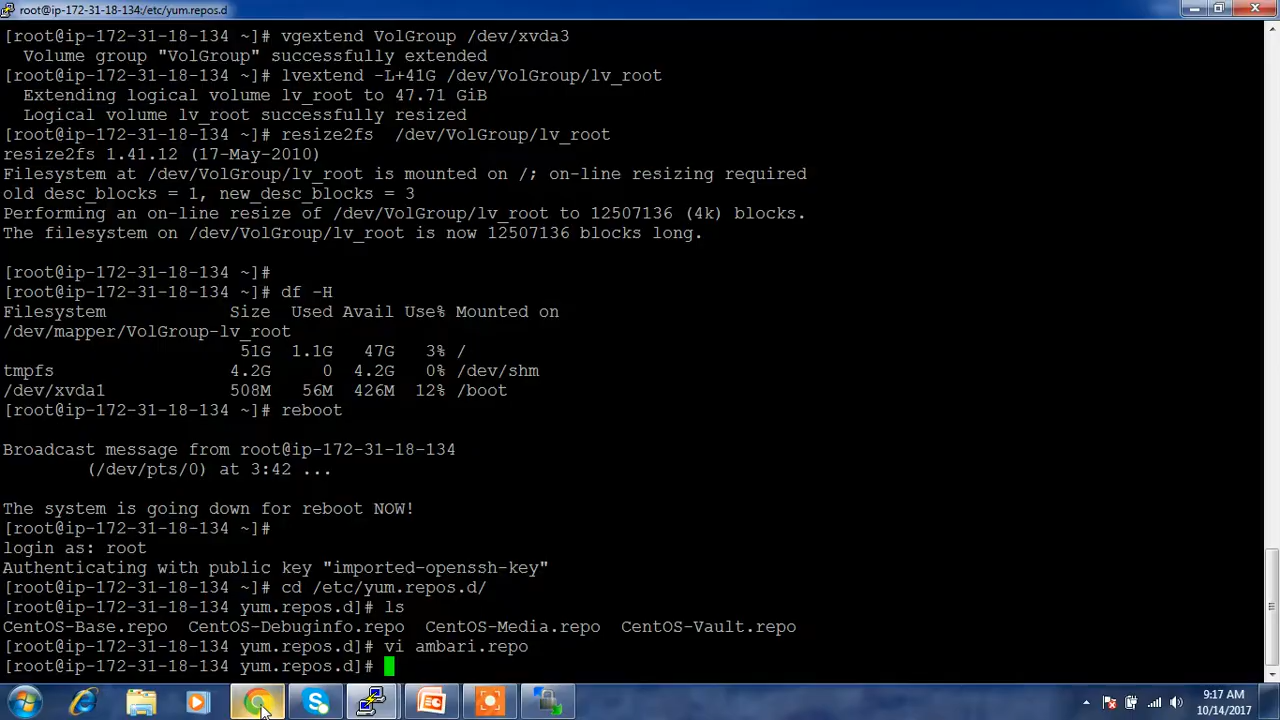 root@ip-172-31-18-134:/etc/yum.repos.d
[root@ip-172-31-18-134 ~]# vgextend VolGroup /dev/xvda3
  Volume group "VolGroup" successfully extended
[root@ip-172-31-18-134 ~]# lvextend -L+41G /dev/VolGroup/lv_root
  Extending logical volume lv_root to 47.71 GiB
  Logical volume lv_root successfully resized
[root@ip-172-31-18-134 ~]# resize2fs  /dev/VolGroup/lv_root
resize2fs 1.41.12 (17-May-2010)
Filesystem at /dev/VolGroup/lv_root is mounted on /; on-line resizing required
old desc_blocks = 1, new_desc_blocks = 3
Performing an on-line resize of /dev/VolGroup/lv_root to 12507136 (4k) blocks.
The filesystem on /dev/VolGroup/lv_root is now 12507136 blocks long.
[root@ip-172-31-18-134 ~]#
[root@ip-172-31-18-134 ~]# df -H
Filesystem            Size  Used Avail Use% Mounted on
/dev/mapper/VolGroup-lv_root
                       51G  1.1G   47G   3% /
tmpfs                 4.2G     0  4.2G   0% /dev/shm
/dev/xvda1            508M   56M  426M  12% /boot
[root@ip-172-31-18-134 ~]# reboot
Broadcast message from root@ip-172-31-18-134
        (/dev/pts/0) at 3:42 ...
The system is going down for reboot NOW!
[root@ip-172-31-18-134 ~]#
login as: root
Authenticating with public key "imported-openssh-key"
[root@ip-172-31-18-134 ~]# cd /etc/yum.repos.d/
[root@ip-172-31-18-134 yum.repos.d]# ls
CentOS-Base.repo  CentOS-Debuginfo.repo  CentOS-Media.repo  CentOS-Vault.repo
[root@ip-172-31-18-134 yum.repos.d]# vi ambari.repo
[root@ip-172-31-18-134 yum.repos.d]#
9:17 AM
10/14/2017